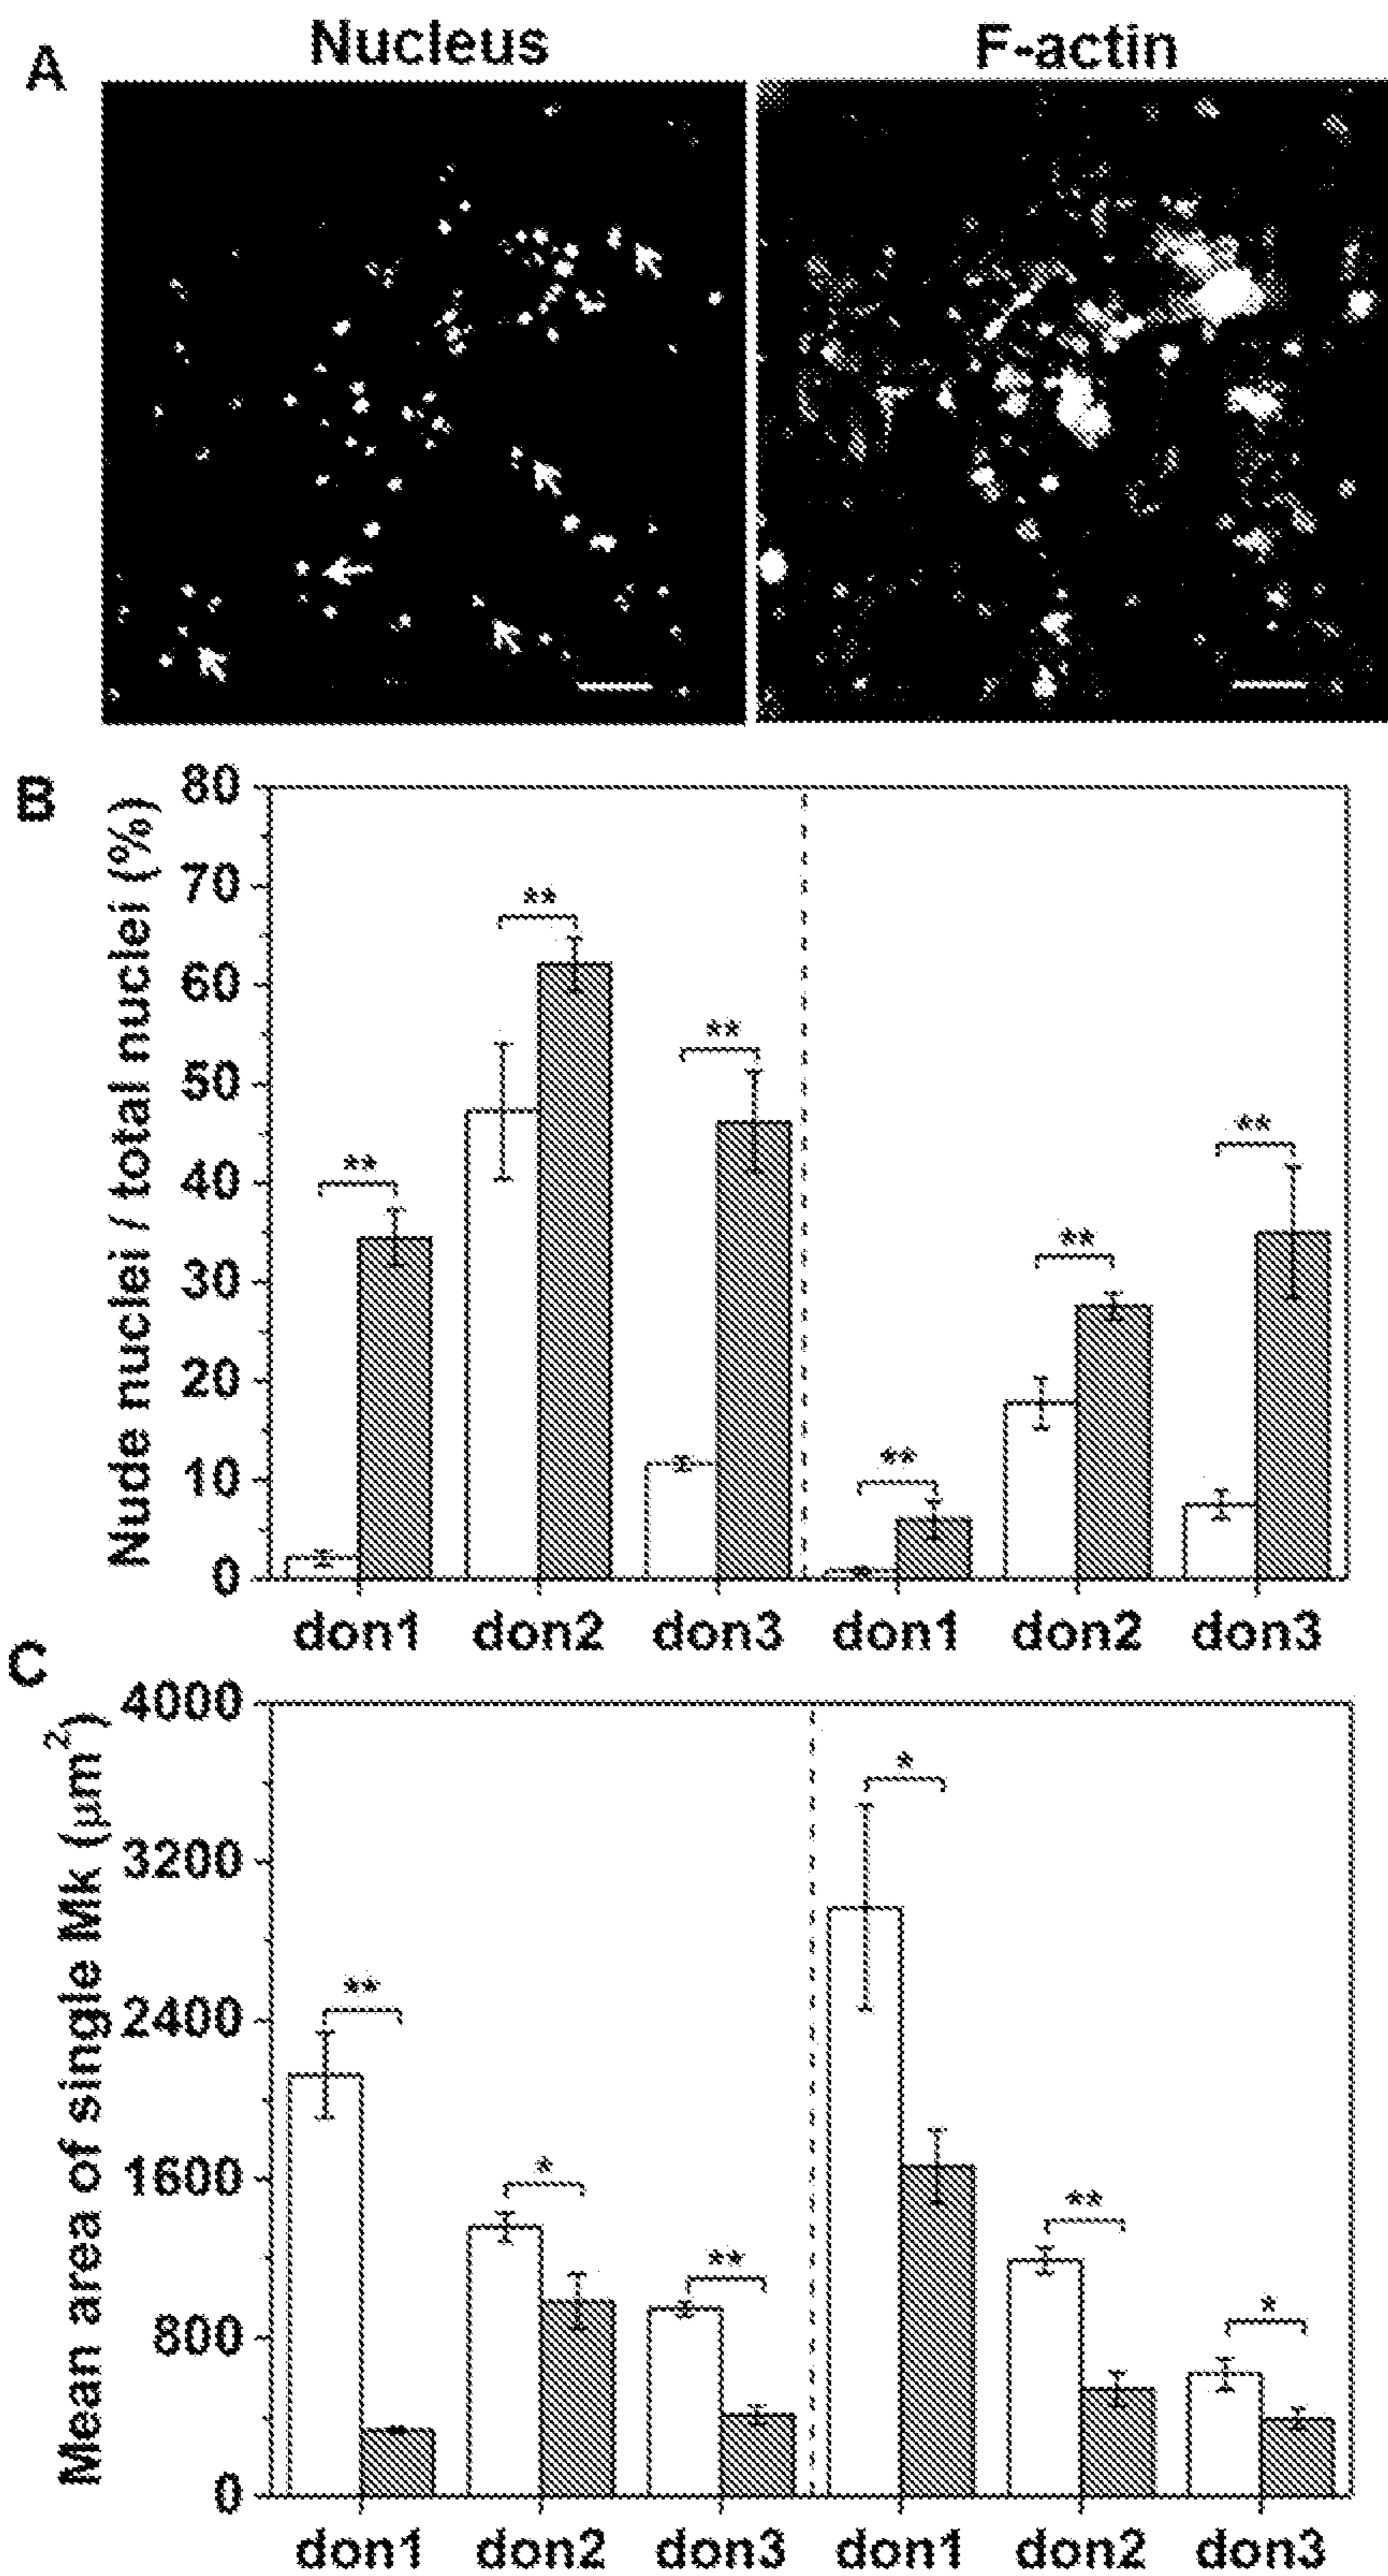 A
Nucleus
F-actin
B
Nude nuclei / total nuclei (%)
80
70
60
50
40
30
20
10
0
**
**
**
**
**
**
don1
don2
don3
don1
don2
don3
C
Mean area of single Mk (μm²)
4000
3200
2400
1600
800
0
**
*
**
*
**
*
don1
don2
don3
don1
don2
don3